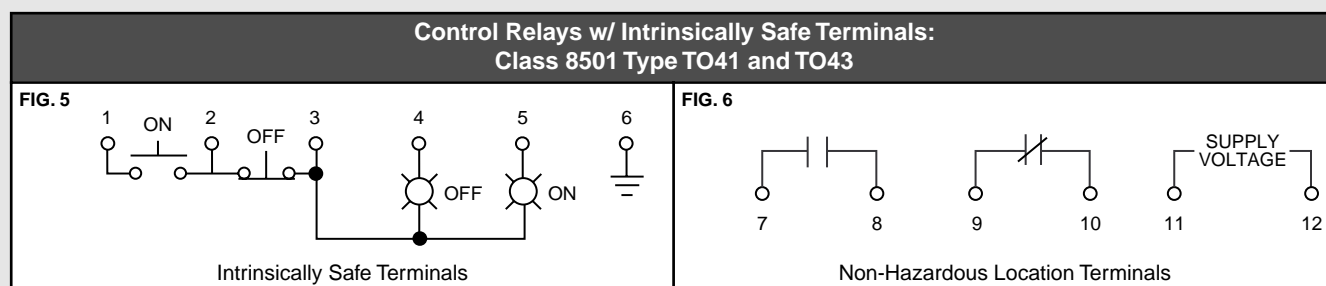 Control Relays w/ Intrinsically Safe Terminals:
Class 8501 Type TO41 and TO43
FIG. 5
1 ON 2 OFF 3 4 5 6
OFF ON
Intrinsically Safe Terminals
FIG. 6
SUPPLY
VOLTAGE
7 8 9 10 11 12
Non-Hazardous Location Terminals